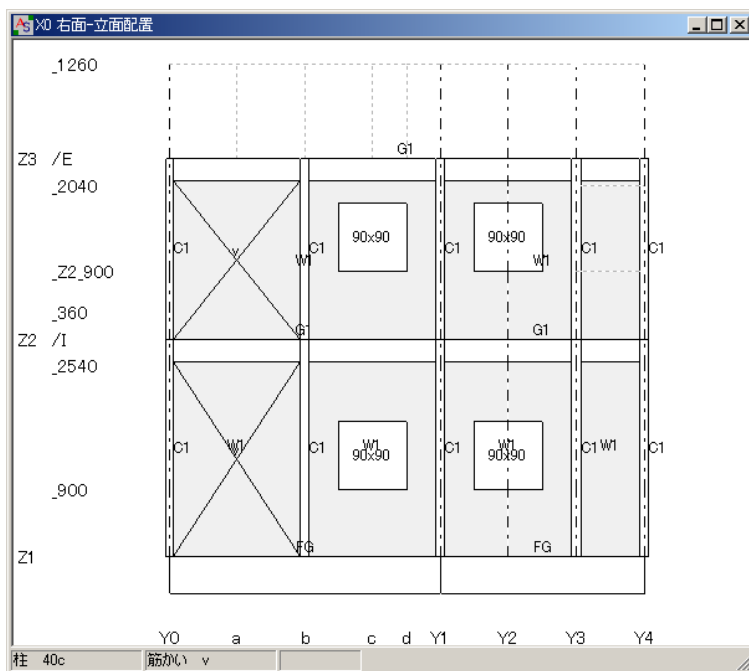 X0 右面-立面配置
_1260
G1
Z3 /E
_2040
90x90 90x90
C1 v C1 C1 C1 C1
W1 W1
_Z2_900
_360
G1 G1
Z2 /I
_2540
C1 W1 C1 W1 C1 W1 C1 W1 C1
90x90 90x90
_900
FG FG
Z1
Y0 a b c d Y1 Y2 Y3 Y4
柱 40c 筋かい v